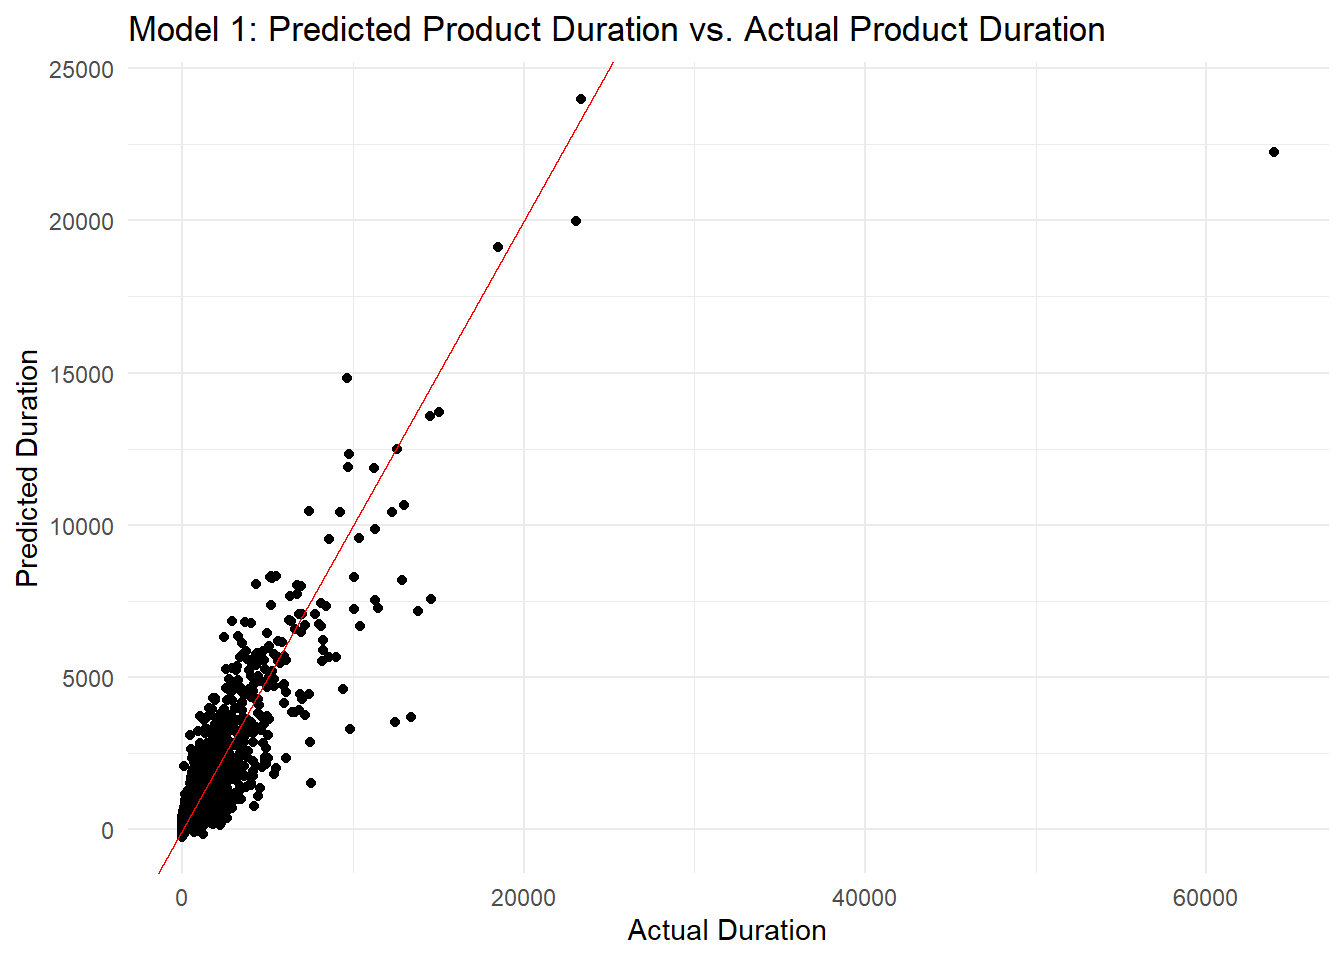 Model 1: Predicted Product Duration vs. Actual Product Duration
25000
20000
15000
10000
5000
0
Predicted Duration
0 20000 40000 60000
Actual Duration